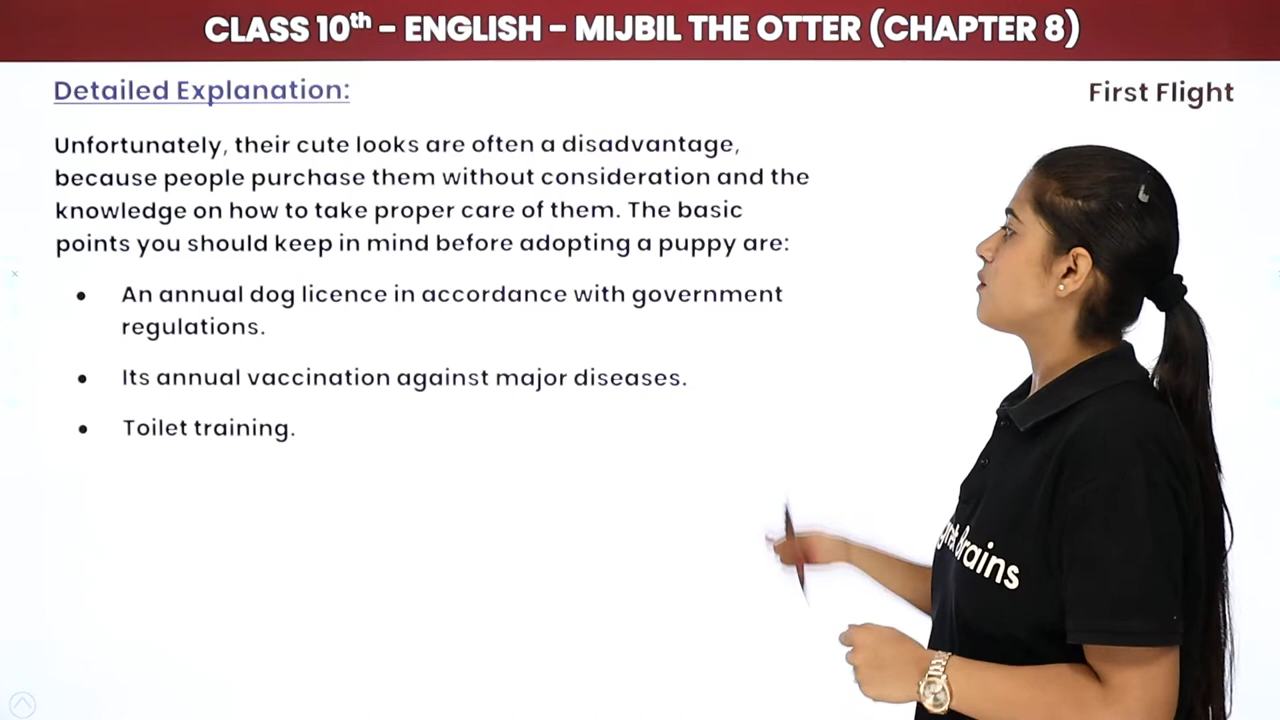 CLASS 10th - ENGLISH - MIJBIL THE OTTER (CHAPTER 8)
Detailed Explanation:
First Flight
Unfortunately, their cute looks are often a disadvantage,
because people purchase them without consideration and the
knowledge on how to take proper care of them. The basic
points you should keep in mind before adopting a puppy are:
• An annual dog licence in accordance with government
regulations.
• Its annual vaccination against major diseases.
• Toilet training.
Brains